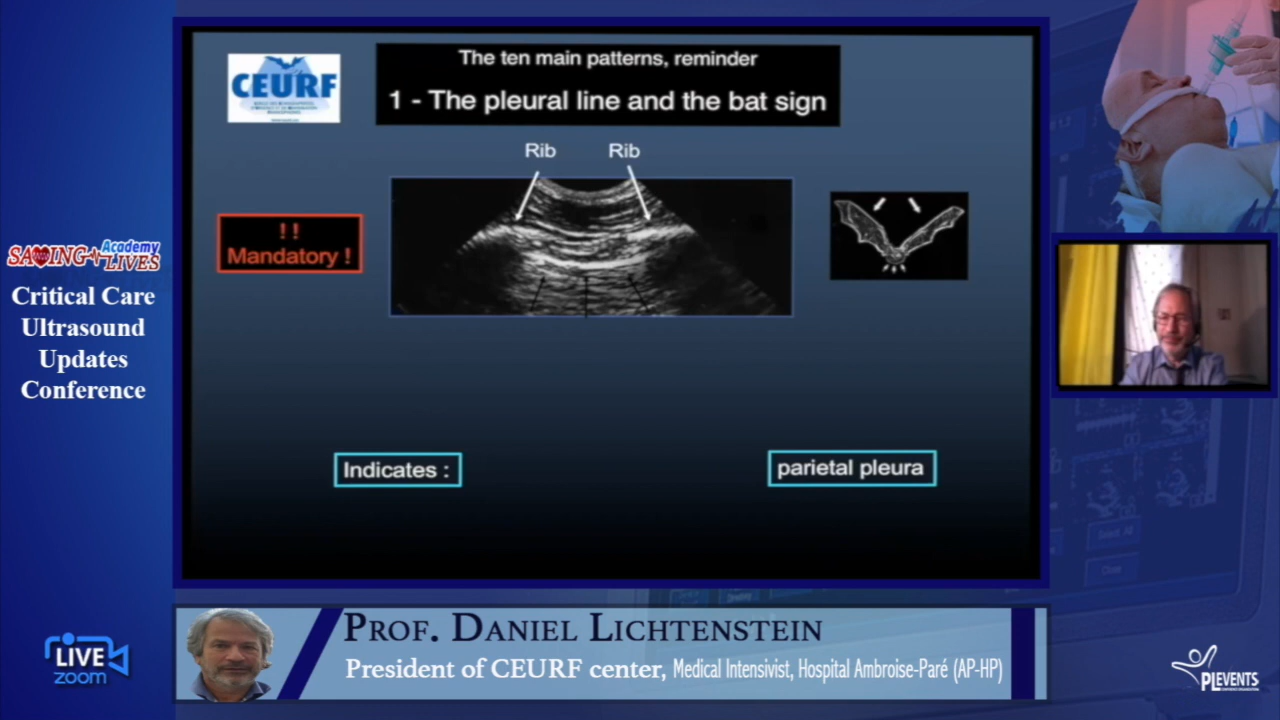 CEURF
The ten main patterns, reminder
1 - The pleural line and the bat sign
Rib
Rib
!!
Mandatory !
Indicates :
parietal pleura
SAVING Academy
LIVES
Critical Care
Ultrasound
Updates
Conference
LIVE
zoom
PROF. DANIEL LICHTENSTEIN
President of CEURF center, Medical Intensivist, Hospital Ambroise-Paré (AP-HP)
PLEVENTS